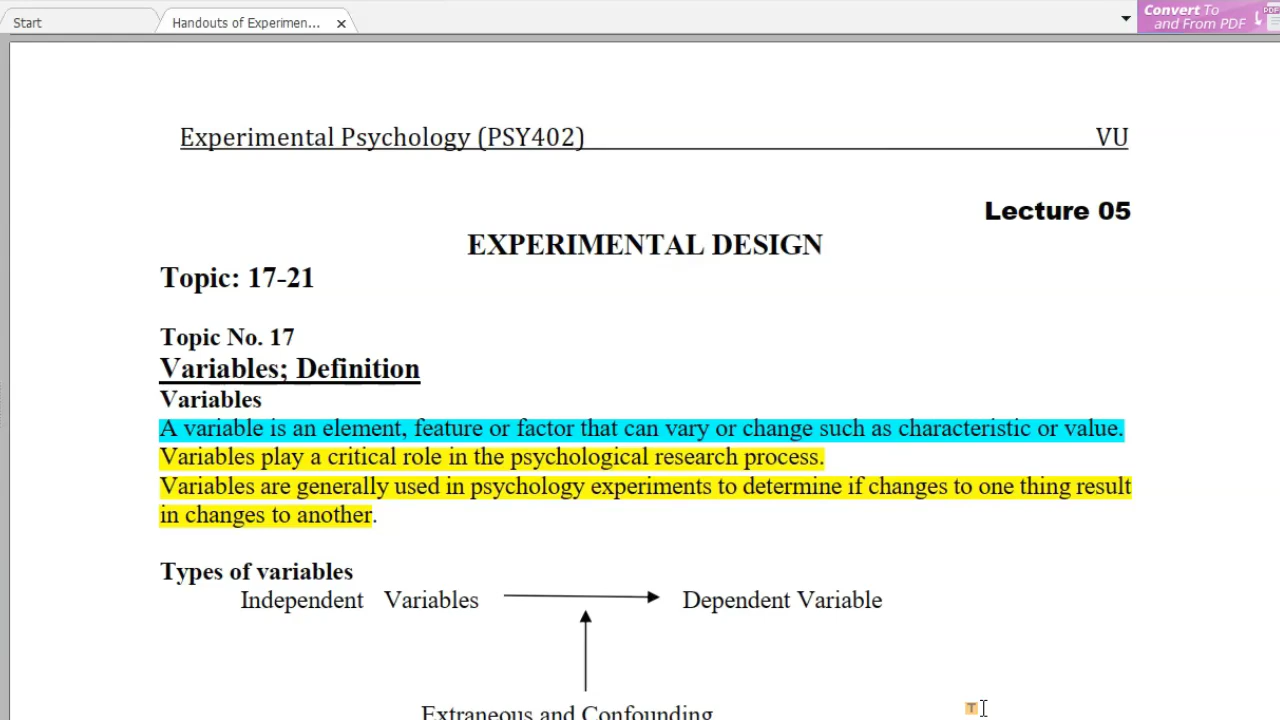 Start
Handouts of Experimen...
Convert To
and From PDF
PDF
Experimental Psychology (PSY402) VU
Lecture 05
EXPERIMENTAL DESIGN
Topic: 17-21
Topic No. 17
Variables; Definition
Variables
A variable is an element, feature or factor that can vary or change such as characteristic or value.
Variables play a critical role in the psychological research process.
Variables are generally used in psychology experiments to determine if changes to one thing result
in changes to another.
Types of variables
Independent Variables Dependent Variable
Extraneous and Confounding
T